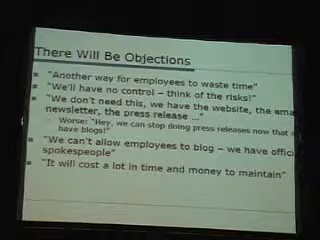 There Will Be Objections
"Another way for employees to waste time"
"We'll have no control – think of the risks!"
"We don't need this, we have the website, the ema
newsletter, the press release ..."
Worse: "Hey, we can stop doing press releases now that
have blogs!"
"We can't allow employees to blog – we have offici
spokespeople"
"It will cost a lot in time and money to maintain"